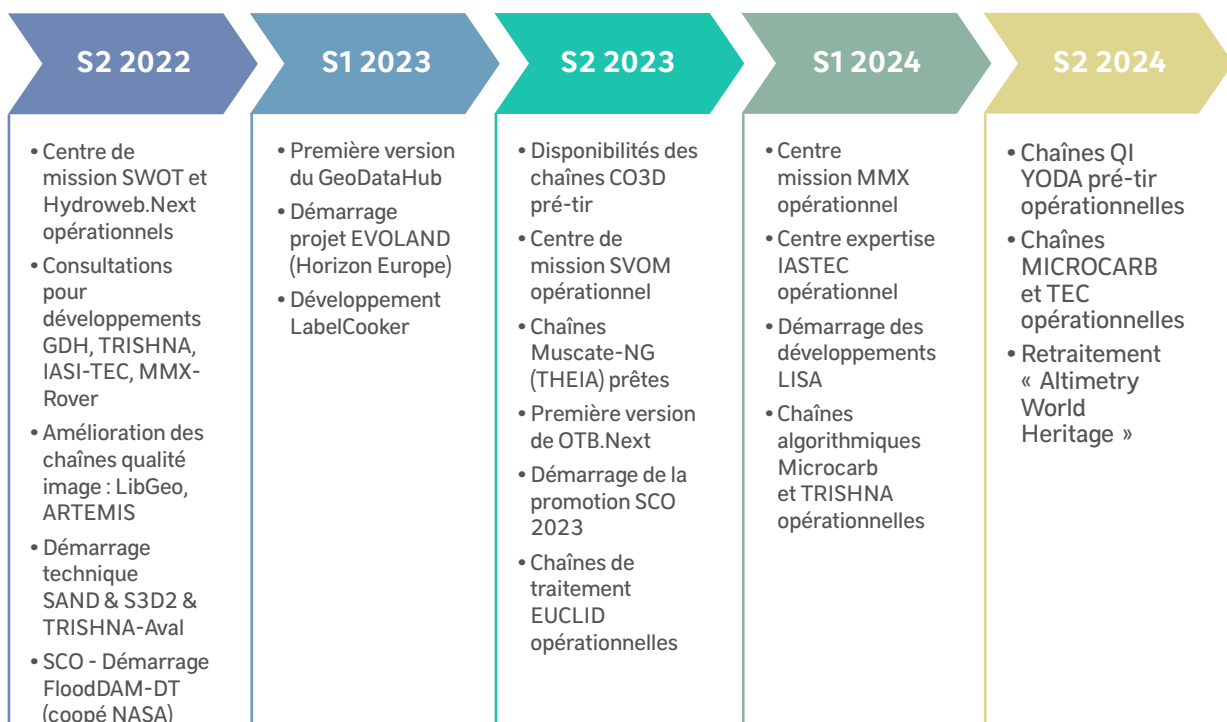 S2 2022
• Centre de
mission SWOT et
Hydroweb.Next
opérationnels
• Consultations
pour
développements
GDH, TRISHNA,
IASI-TEC, MMX-
Rover
• Amélioration des
chaînes qualité
image : LibGeo,
ARTEMIS
• Démarrage
technique
SAND & S3D2 &
TRISHNA-Aval
• SCO - Démarrage
FloodDAM-DT
(coopé NASA)
S1 2023
• Première version
du GeoDataHub
• Démarrage
projet EVOLAND
(Horizon Europe)
• Développement
LabelCooker
S2 2023
• Disponibilités des
chaînes CO3D
pré-tir
• Centre de
mission SVOM
opérationnel
• Chaînes
Muscate-NG
(THEIA) prêtes
• Première version
de OTB.Next
• Démarrage de la
promotion SCO
2023
• Chaînes de
traitement
EUCLID
opérationnelles
S1 2024
• Centre
mission MMX
opérationnel
• Centre expertise
IASTEC
opérationnel
• Démarrage des
développements
LISA
• Chaînes
algorithmiques
Microcarb
et TRISHNA
opérationnelles
S2 2024
• Chaînes QI
YODA pré-tir
opérationnelles
• Chaînes
MICROCARB
et TEC
opérationnelles
• Retraitement
« Altimetry
World
Heritage »